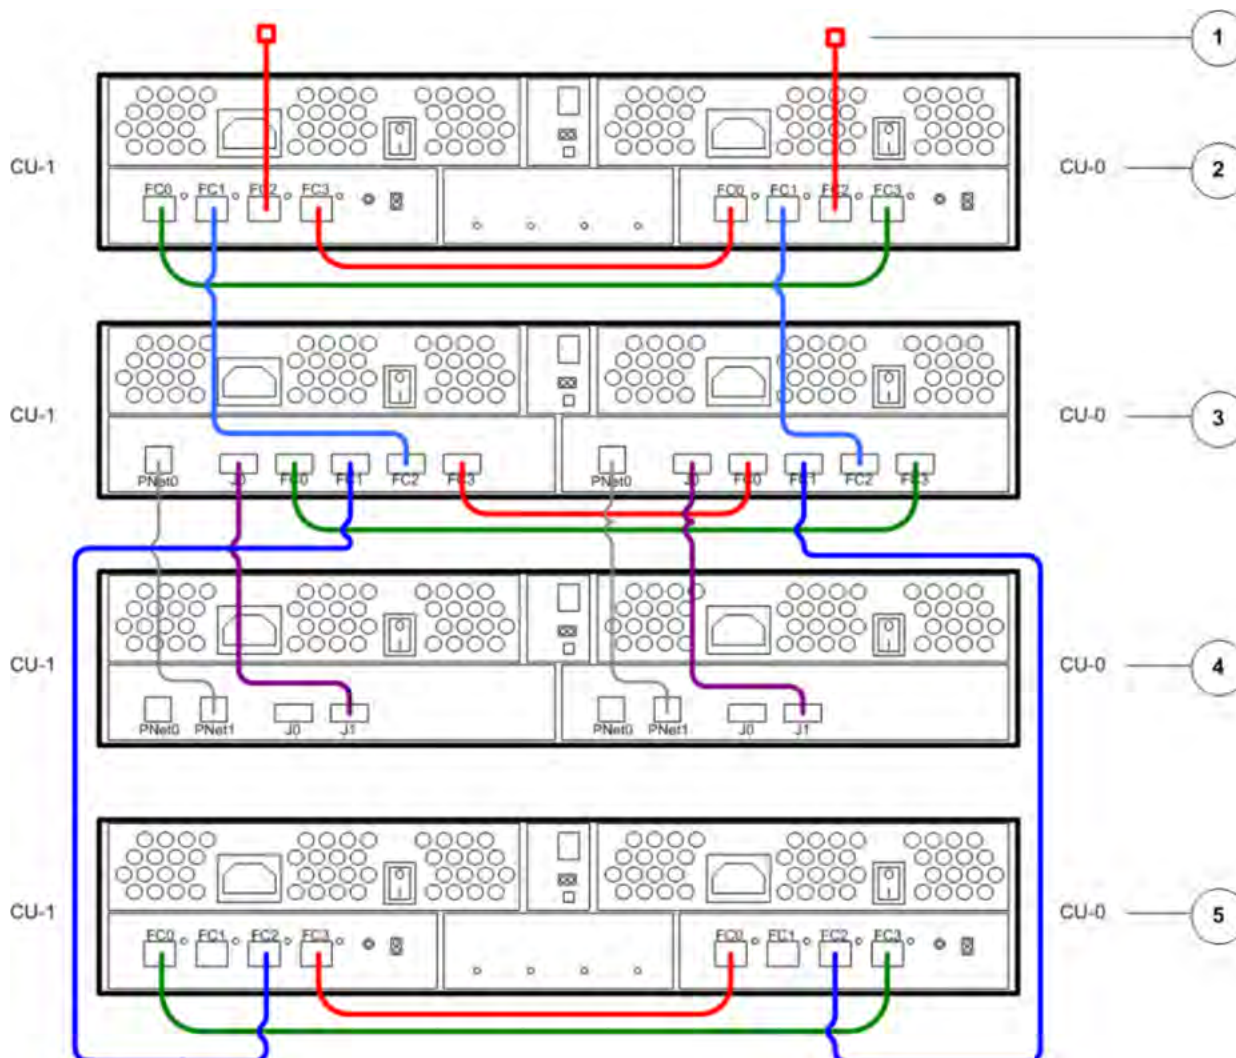 1
CU-1 CU-0 2
FC0 FC1 FC2 FC3 FC0 FC1 FC2 FC3
CU-1 CU-0 3
PNet0 J0 FC0 FC1 FC2 FC3 PNet0 J0 FC0 FC1 FC2 FC3
CU-1 CU-0 4
PNet0 PNet1 J0 J1 PNet0 PNet1 J0 J1
CU-1 CU-0 5
FC0 FC1 FC2 FC3 FC0 FC1 FC2 FC3